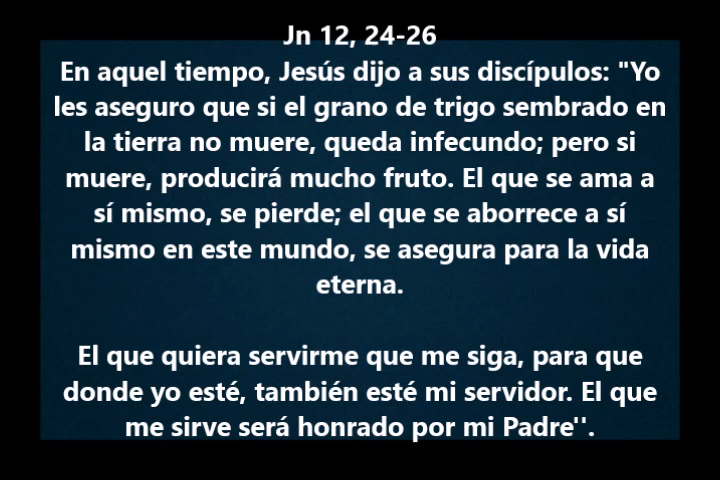 Jn 12, 24-26
En aquel tiempo, Jesús dijo a sus discípulos: "Yo
les aseguro que si el grano de trigo sembrado en
la tierra no muere, queda infecundo; pero si
muere, producirá mucho fruto. El que se ama a
sí mismo, se pierde; el que se aborrece a sí
mismo en este mundo, se asegura para la vida
eterna.
El que quiera servirme que me siga, para que
donde yo esté, también esté mi servidor. El que
me sirve será honrado por mi Padre''.